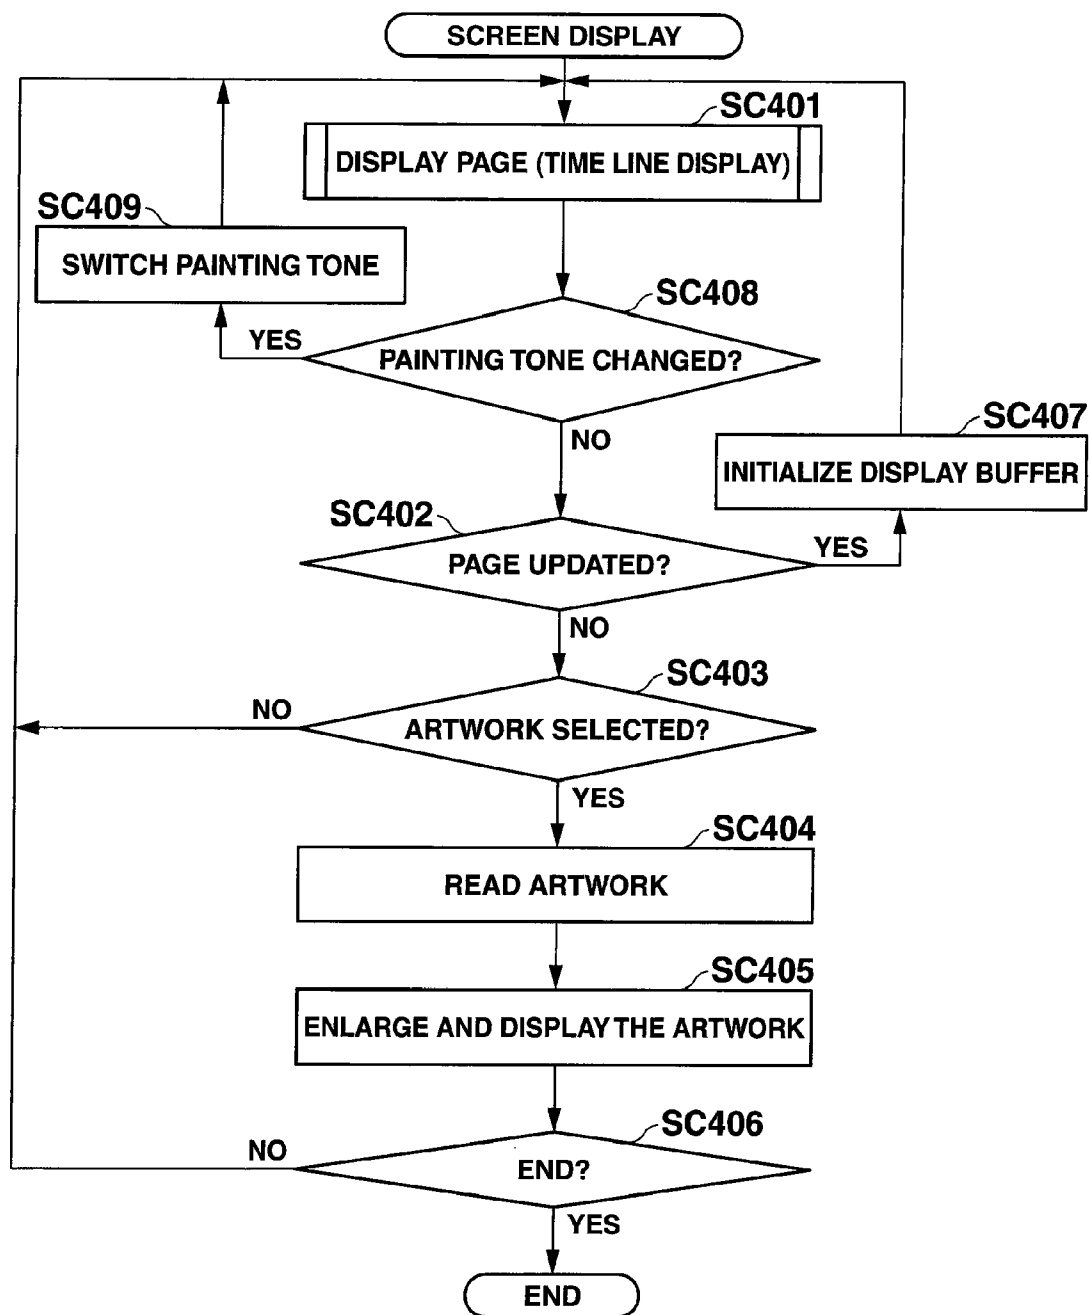 SCREEN DISPLAY
SC401
DISPLAY PAGE (TIME LINE DISPLAY)
SC409
SWITCH PAINTING TONE
SC408
YES
PAINTING TONE CHANGED?
NO
SC407
INITIALIZE DISPLAY BUFFER
SC402
YES
PAGE UPDATED?
NO
SC403
NO
ARTWORK SELECTED?
YES
SC404
READ ARTWORK
SC405
ENLARGE AND DISPLAY THE ARTWORK
SC406
NO
END?
YES
END